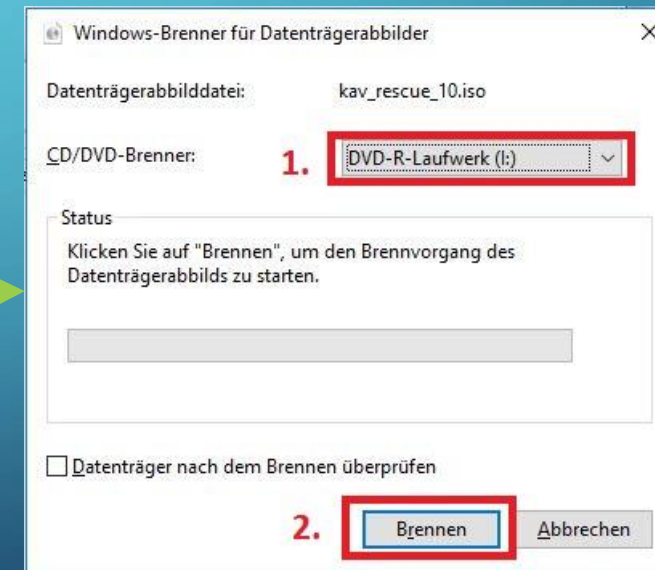 Windows-Brenner für Datenträgerabbilder
Datenträgerabbilddatei: kav_rescue_10.iso
CD/DVD-Brenner: 1. DVD-R-Laufwerk (I:)
Status
Klicken Sie auf "Brennen", um den Brennvorgang des
Datenträgerabbilds zu starten.
Datenträger nach dem Brennen überprüfen
2. Brennen Abbrechen